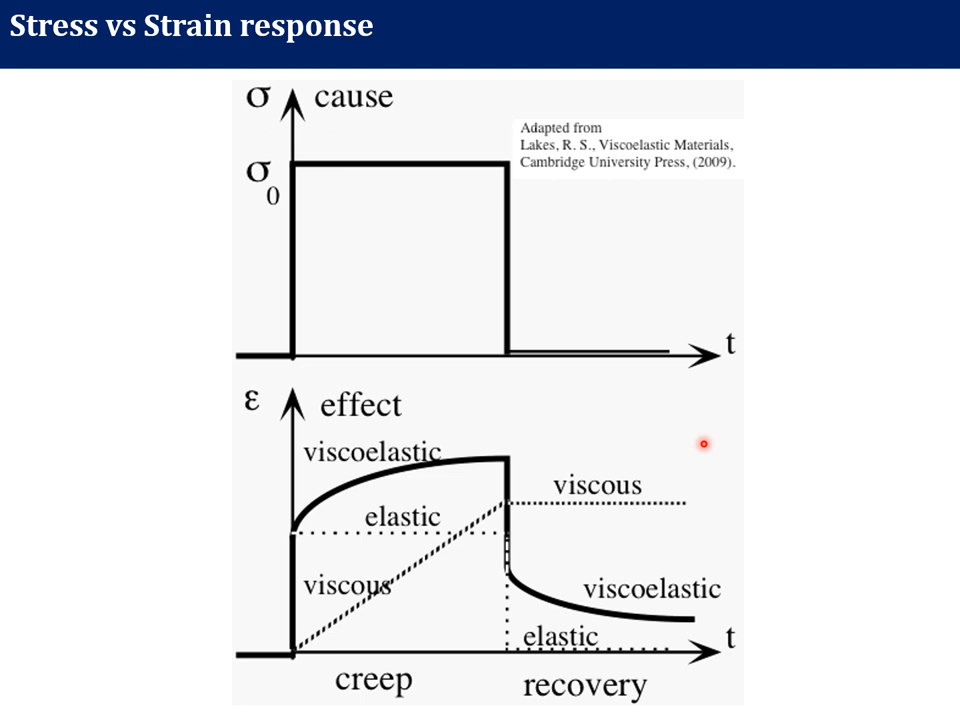 Stress vs Strain response
σ cause
Adapted from
Lakes, R. S., Viscoelastic Materials,
Cambridge University Press, (2009).
σ
0
t
ε effect
viscoelastic
viscous
elastic
viscous
viscoelastic
elastic
t
creep
recovery